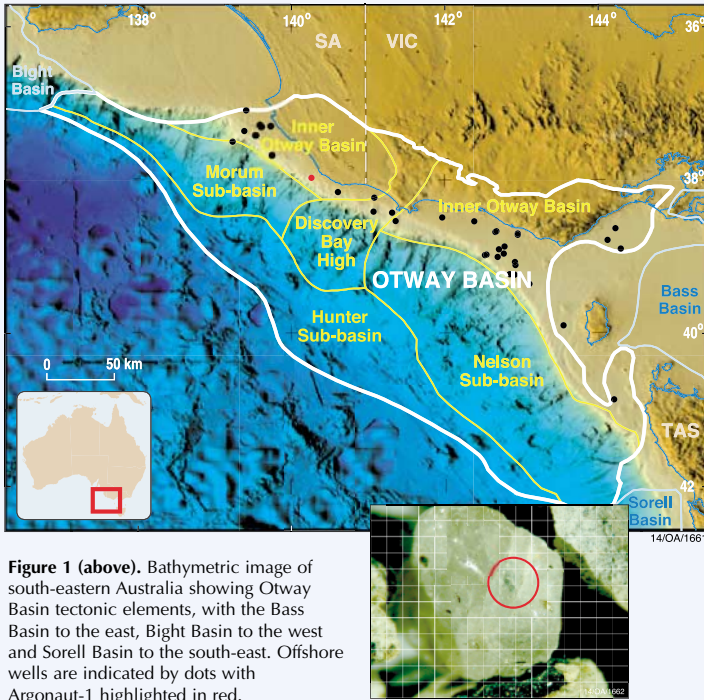 138°
140°
142°
144°
36°
SA
VIC
Bight
Basin
Inner
Otway Basin
Morum
Sub-basin
38°
Inner Otway Basin
Discovery
Bay
High
OTWAY BASIN
Bass
Basin
Hunter
Sub-basin
40°
0
50 km
Nelson
Sub-basin
TAS
42
Sorell
Basin
14/OA/1661
Figure 1 (above). Bathymetric image of
south-eastern Australia showing Otway
Basin tectonic elements, with the Bass
Basin to the east, Bight Basin to the west
and Sorell Basin to the south-east. Offshore
wells are indicated by dots with
Argonaut-1 highlighted in red.
14/OA/1662